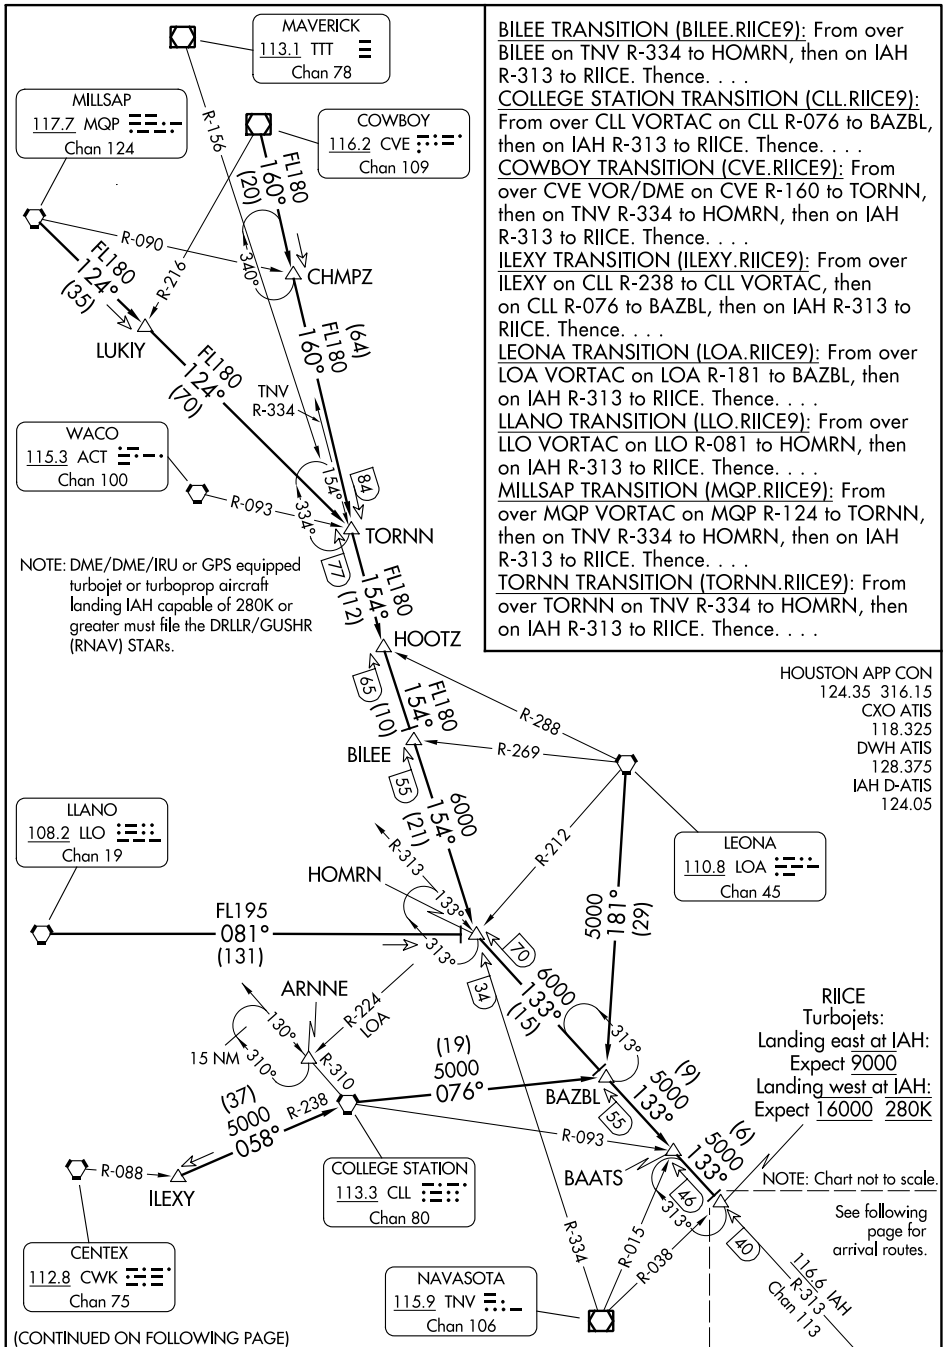 MAVERICK
113.1 TTT
Chan 78
MILLSAP
117.7 MQP
Chan 124
COWBOY
116.2 CVE
Chan 109
BILEE TRANSITION (BILEE.RIICE9): From over
BILEE on TNV R-334 to HOMRN, then on IAH
R-313 to RIICE. Thence. . . .
COLLEGE STATION TRANSITION (CLL.RIICE9):
From over CLL VORTAC on CLL R-076 to BAZBL,
then on IAH R-313 to RIICE. Thence. . . .
COWBOY TRANSITION (CVE.RIICE9): From
over CVE VOR/DME on CVE R-160 to TORNN,
then on TNV R-334 to HOMRN, then on IAH
R-313 to RIICE. Thence. . . .
ILEXY TRANSITION (ILEXY.RIICE9): From over
ILEXY on CLL R-238 to CLL VORTAC, then
on CLL R-076 to BAZBL, then on IAH R-313 to
RIICE. Thence. . . .
LEONA TRANSITION (LOA.RIICE9): From over
LOA VORTAC on LOA R-181 to BAZBL, then
on IAH R-313 to RIICE. Thence. . . .
LLANO TRANSITION (LLO.RIICE9): From over
LLO VORTAC on LLO R-081 to HOMRN, then
on IAH R-313 to RIICE. Thence. . . .
MILLSAP TRANSITION (MQP.RIICE9): From
over MQP VORTAC on MQP R-124 to TORNN,
then on TNV R-334 to HOMRN, then on IAH
R-313 to RIICE. Thence. . . .
TORNN TRANSITION (TORNN.RIICE9): From
over TORNN on TNV R-334 to HOMRN, then
on IAH R-313 to RIICE. Thence. . . .
R-156
FL180
160°
(20)
R-090
R-216
340°
CHMPZ
FL180
124°
(35)
LUKIY
FL180
124°
(70)
(64)
FL180
160°
TNV
R-334
WACO
115.3 ACT
Chan 100
R-093
154°
334°
84
TORNN
77
NOTE: DME/DME/IRU or GPS equipped
turbojet or turboprop aircraft
landing IAH capable of 280K or
greater must file the DRLLR/GUSHR
(RNAV) STARs.
FL180
154°
(12)
HOOTZ
65
FL180
154°
(10)
R-288
R-269
BILEE
55
6000
154°
(21)
HOUSTON APP CON
124.35 316.15
CXO ATIS
118.325
DWH ATIS
128.375
IAH D-ATIS
124.05
LLANO
108.2 LLO
Chan 19
LEONA
110.8 LOA
Chan 45
R-212
R-313
HOMRN
133°
313°
FL195
081°
(131)
5000
181°
(29)
70
34
6000
133°
(15)
ARNNE
R-224
LOA
130°
310°
15 NM
R-310
313°
RIICE
Turbojets:
Landing east at IAH:
Expect 9000
Landing west at IAH:
Expect 16000 280K
(19)
5000
076°
BAZBL
(9)
5000
133°
55
(37)
5000
058°
R-238
R-093
(6)
5000
133°
BAATS
R-088
ILEXY
COLLEGE STATION
113.3 CLL
Chan 80
46
313°
NOTE: Chart not to scale.
See following
page for
arrival routes.
40
R-334
R-015
R-038
CENTEX
112.8 CWK
Chan 75
NAVASOTA
115.9 TNV
Chan 106
116.6 IAH
R-313
Chan 113
(CONTINUED ON FOLLOWING PAGE)